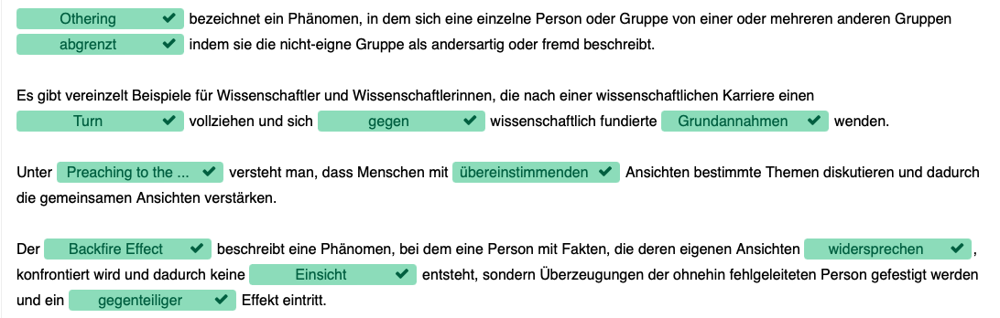 Othering ✔ bezeichnet ein Phänomen, in dem sich eine einzelne Person oder Gruppe von einer oder mehreren anderen Gruppen
abgrenzt ✔ indem sie die nicht-eigne Gruppe als andersartig oder fremd beschreibt.
Es gibt vereinzelt Beispiele für Wissenschaftler und Wissenschaftlerinnen, die nach einer wissenschaftlichen Karriere einen
Turn ✔ vollziehen und sich gegen ✔ wissenschaftlich fundierte Grundannahmen ✔ wenden.
Unter Preaching to the ... ✔ versteht man, dass Menschen mit übereinstimmenden ✔ Ansichten bestimmte Themen diskutieren und dadurch
die gemeinsamen Ansichten verstärken.
Der Backfire Effect ✔ beschreibt eine Phänomen, bei dem eine Person mit Fakten, die deren eigenen Ansichten widersprechen ✔ ,
konfrontiert wird und dadurch keine Einsicht ✔ entsteht, sondern Überzeugungen der ohnehin fehlgeleiteten Person gefestigt werden
und ein gegenteiliger ✔ Effekt eintritt.